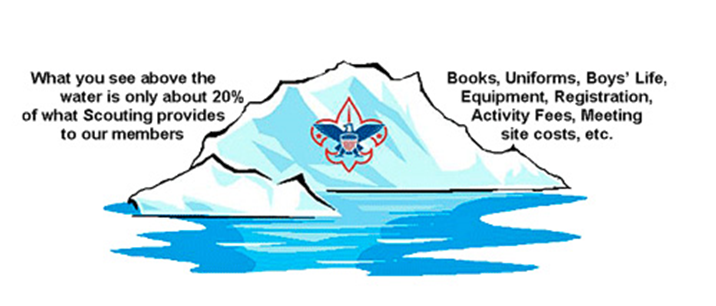 What you see above the
water is only about 20%
of what Scouting provides
to our members
Books, Uniforms, Boys' Life,
Equipment, Registration,
Activity Fees, Meeting
site costs, etc.